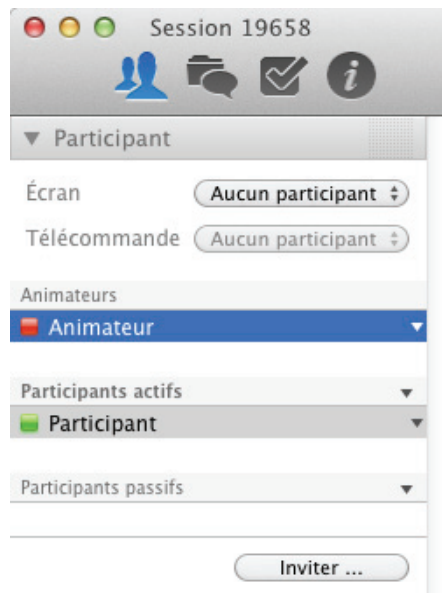 Session 19658
Participant
Écran Aucun participant
Télécommande Aucun participant
Animateurs
Animateur
Participants actifs
Participant
Participants passifs
Inviter ...